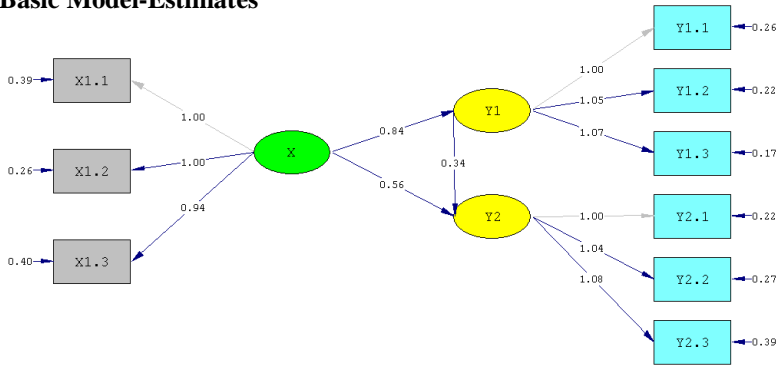 Basic Model-Estimates
Y1.1 0.26
0.39 X1.1 1.00
1.00 Y1.2 0.22
1.05
Y1
1.00 0.84 1.07
X Y1.3 0.17
0.26 X1.2 1.00 0.34
0.56
0.94 Y2 1.00 Y2.1 0.22
1.04
0.40 X1.3 1.08 Y2.2 0.27
Y2.3 0.39